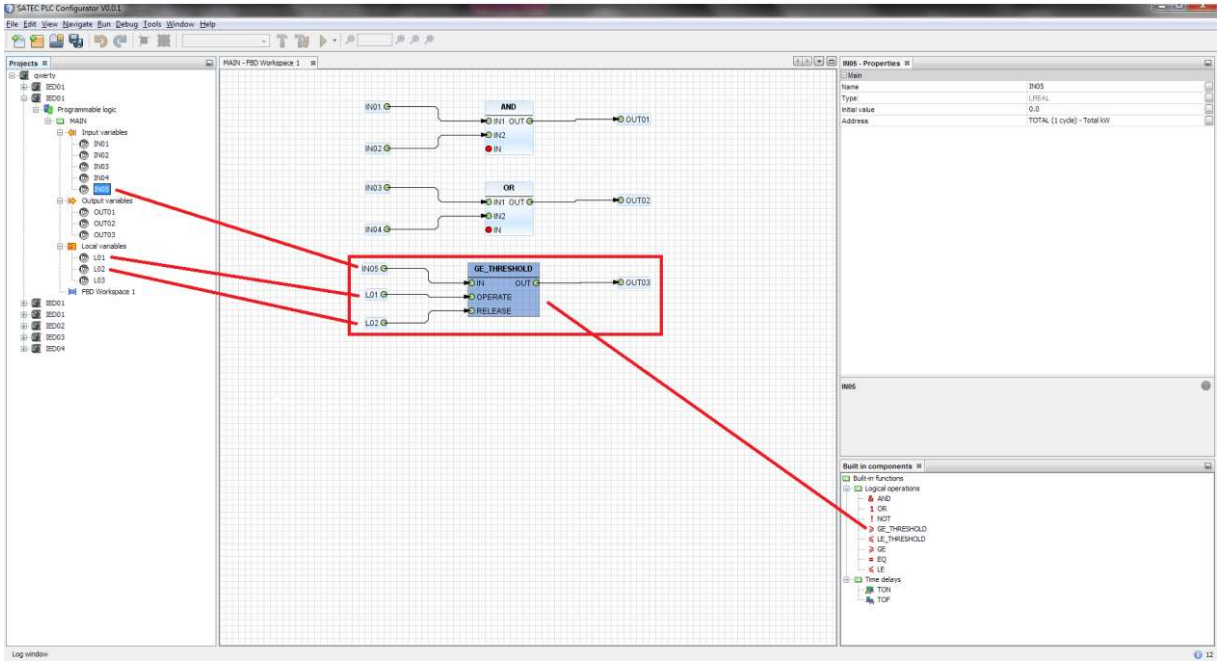 SATEC PLC Configurator V0.0.1
File Edit View Navigate Run Debug Tools Window Help
Projects
qwerty
IED01
IED01
Programmable logic
MAIN
Input variables
IN01
IN02
IN03
IN04
IN05
Output variables
OUT01
OUT02
OUT03
Local variables
L01
L02
L03
FBD Workspace 1
IED01
IED01
IED02
IED03
IED04
MAIN - FBD Workspace 1
IN01
IN02
AND
IN1 OUT
IN2
IN
OUT01
IN03
IN04
OR
IN1 OUT
IN2
IN
OUT02
IN05
L01
L02
GE_THRESHOLD
IN OUT
OPERATE
RELEASE
OUT03
IN05 - Properties
Main
Name IN05
Type: LREAL
Initial value 0.0
Address TOTAL (1 cycle) - Total kW
IN05
Built in components
Built-in functions
Logical operations
& AND
1 OR
! NOT
⩾ GE_THRESHOLD
⩽ LE_THRESHOLD
⩾ GE
= EQ
⩽ LE
Time delays
TON
TOF
Log window
12